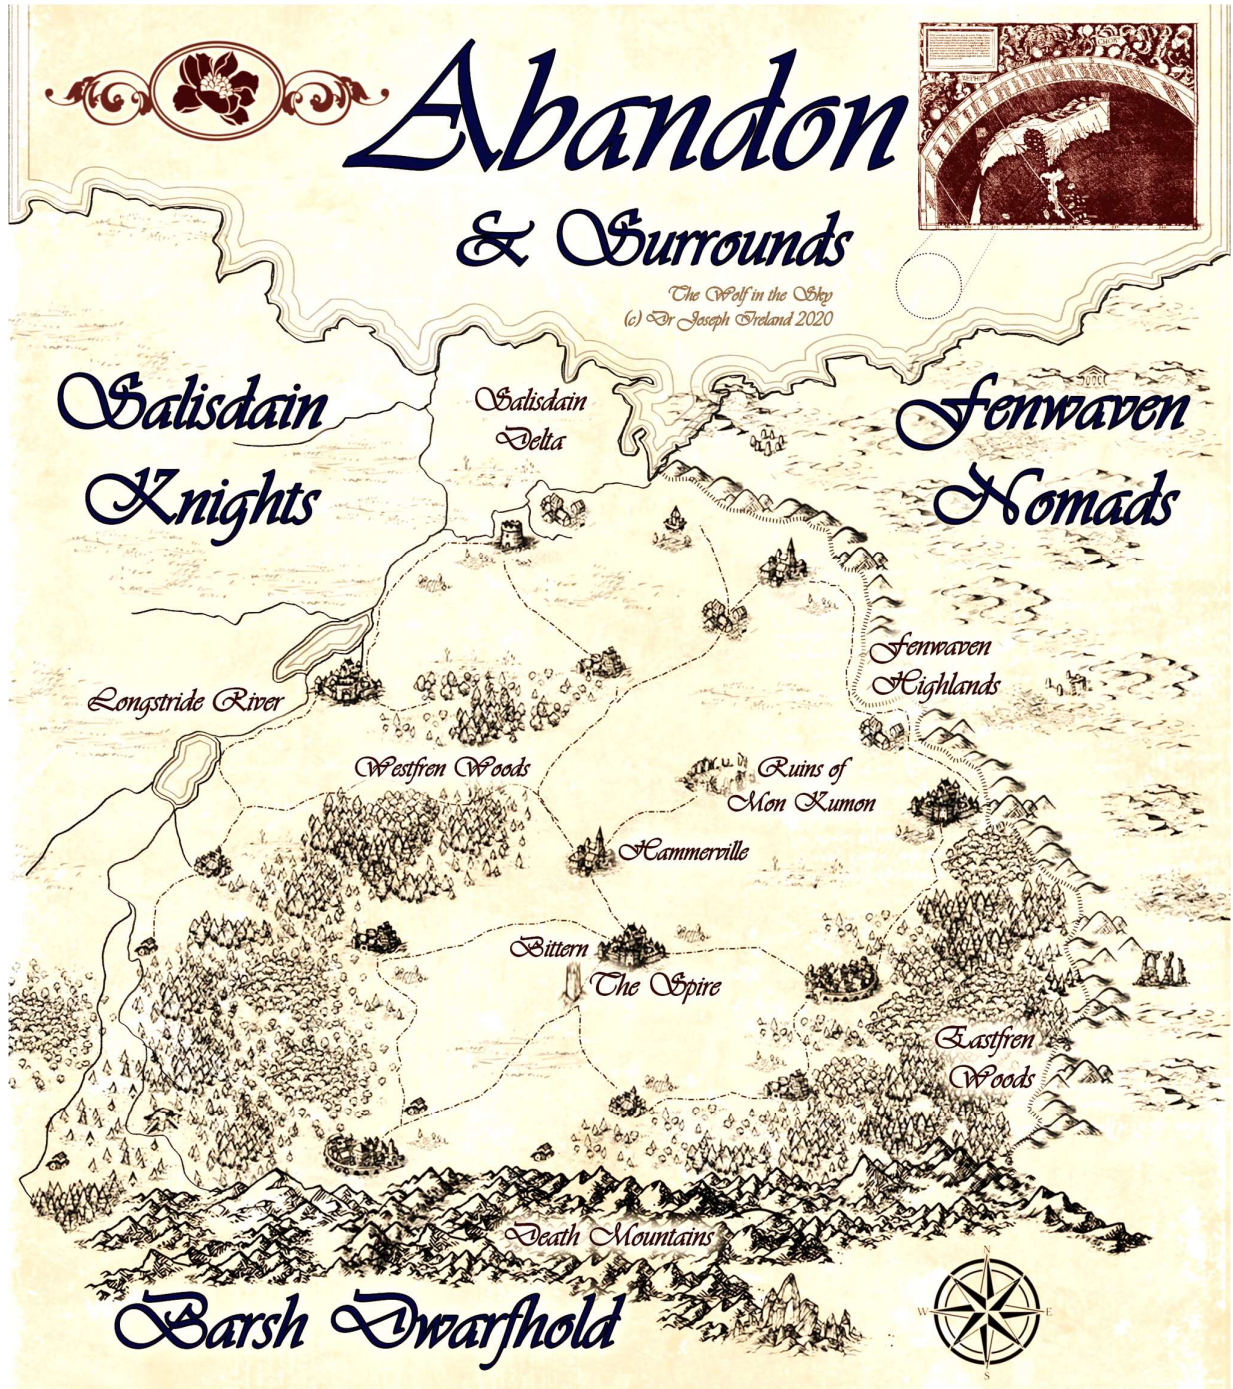 Abandon
& Surrounds
The Wolf in the Sky
(c) Dr Joseph Ireland 2020
Salisdain
Knights
Salisdain
Delta
Fenwaven
Nomads
Fenwaven
Highlands
Longstride River
Westfren Woods
Ruins of
Mon Kumon
Hammerville
Bittern
The Spire
Eastfren
Woods
Death Mountains
Barsh Dwarfhold
N
W
E
S